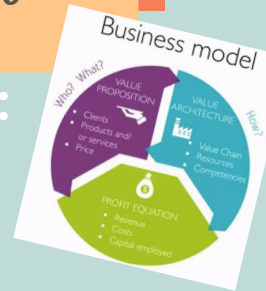 Business model
Who? What?
VALUE
PROPOSITION
• Clients
• Products and/
or services
• Price
VALUE
ARCHITECTURE
How?
• Value Chain
• Resources
• Competencies
PROFIT EQUATION
• Revenue
• Costs
• Capital employed